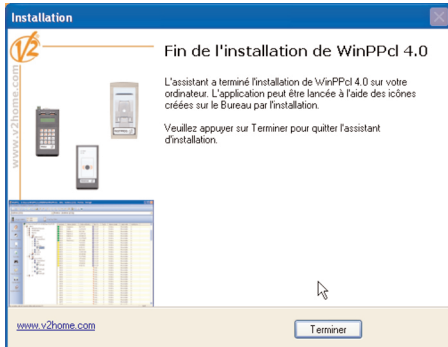 Installation
V2
www.v2home.com
Fin de l'installation de WinPPcl 4.0
L'assistant a terminé l'installation de WinPPcl 4.0 sur votre
ordinateur. L'application peut être lancée à l'aide des icônes
créées sur le Bureau par l'installation.
Veuillez appuyer sur Terminer pour quitter l'assistant
d'installation.
www.v2home.com
Terminer